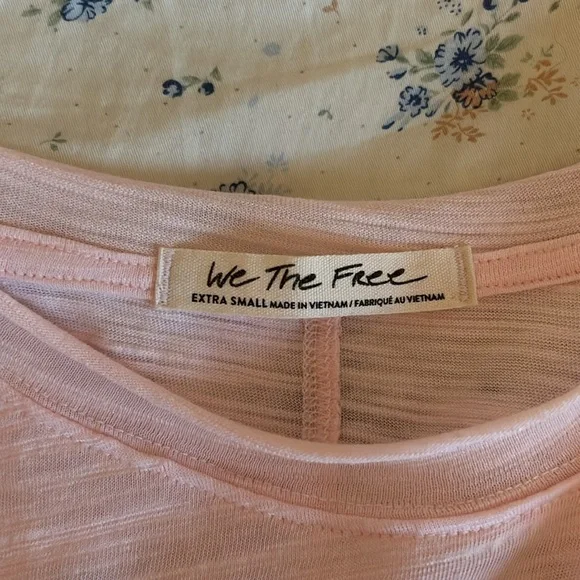 We The Free
EXTRA SMALL MADE IN VIETNAM / FABRIQUÉ AU VIETNAM